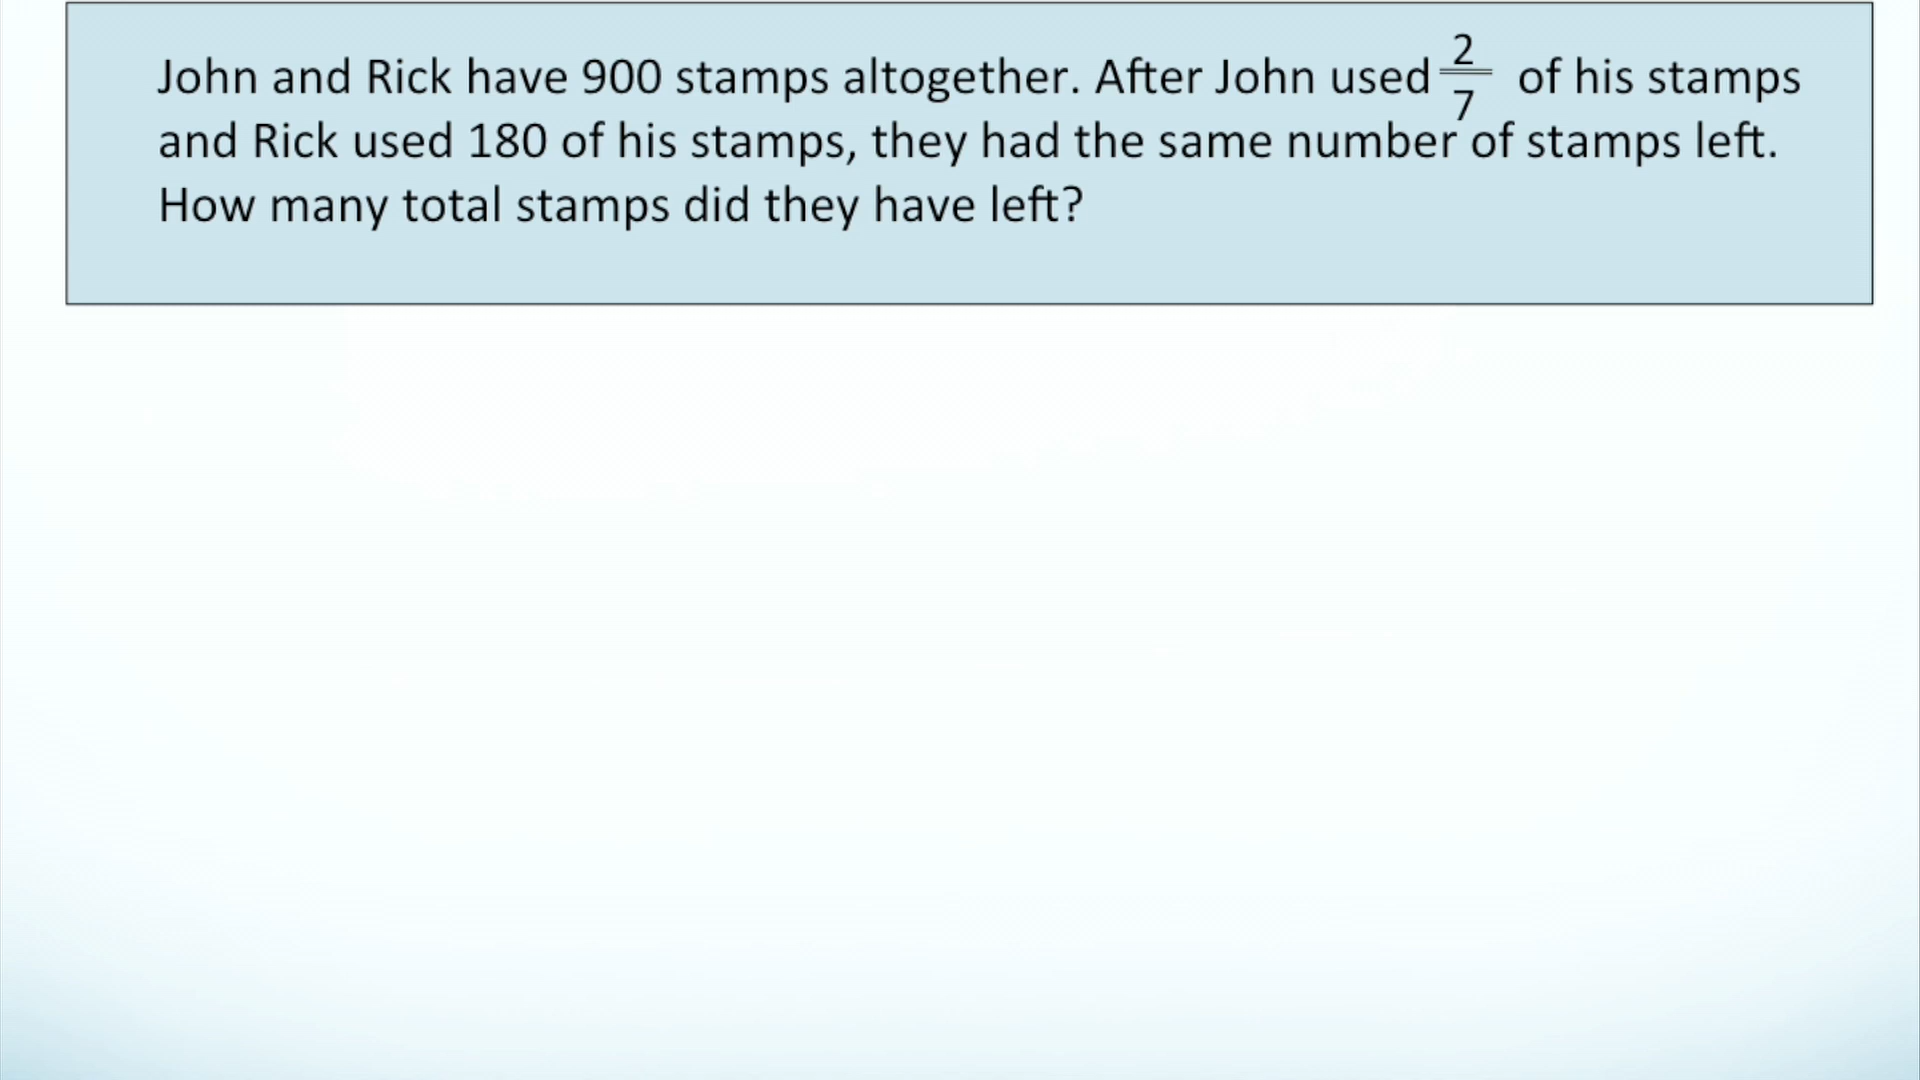 John and Rick have 900 stamps altogether. After John used 2/7 of his stamps
and Rick used 180 of his stamps, they had the same number of stamps left.
How many total stamps did they have left?